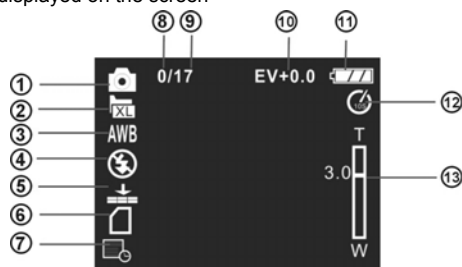 displayed on the screen
⑧ ⑨ ⑩ ⑪
0/17 EV+0.0
①
② XL
⑫
③ AWB
T
④
3.0 ⑬
⑤
⑥
⑦
W